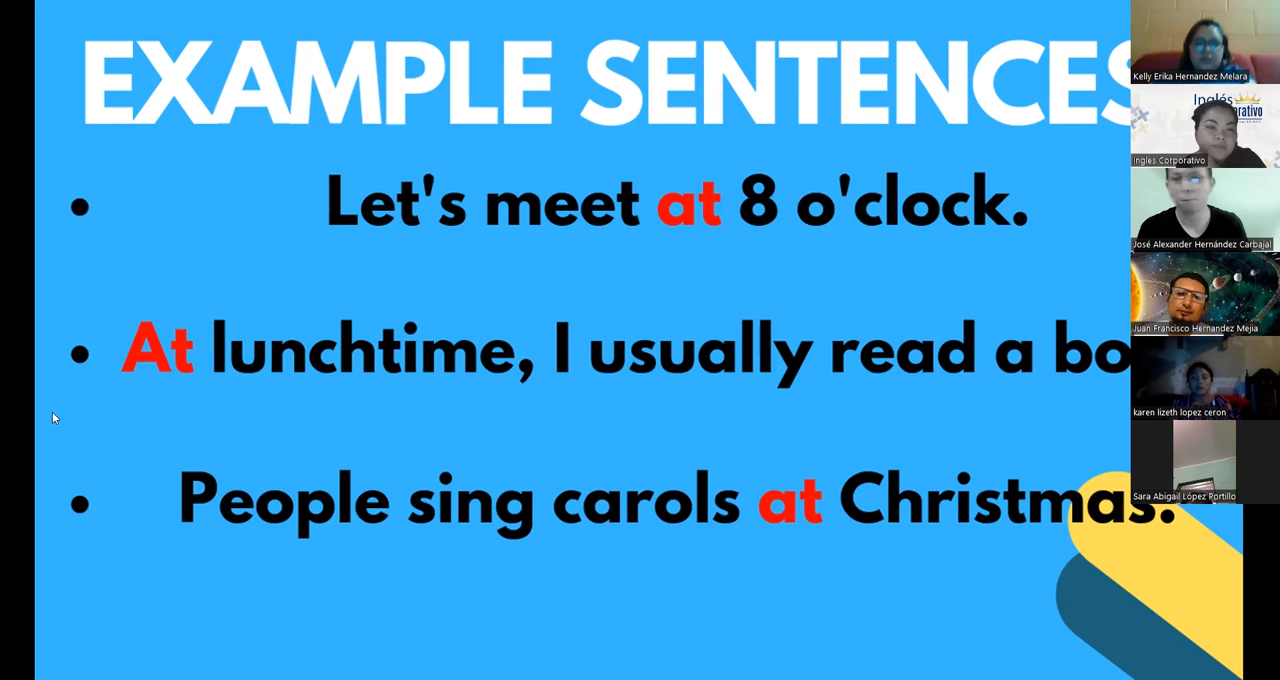 EXAMPLE SENTENCES
Let's meet at 8 o'clock.
At lunchtime, I usually read a
People sing carols at Christmas.
Kelly Erika Hernandez Melara
Inglés
Ingles Corporativo
José Alexander Hernández Carbajal
Juan Francisco Hernandez Mejia
karen lizeth lopez ceron
Sara Abigail López Portillo